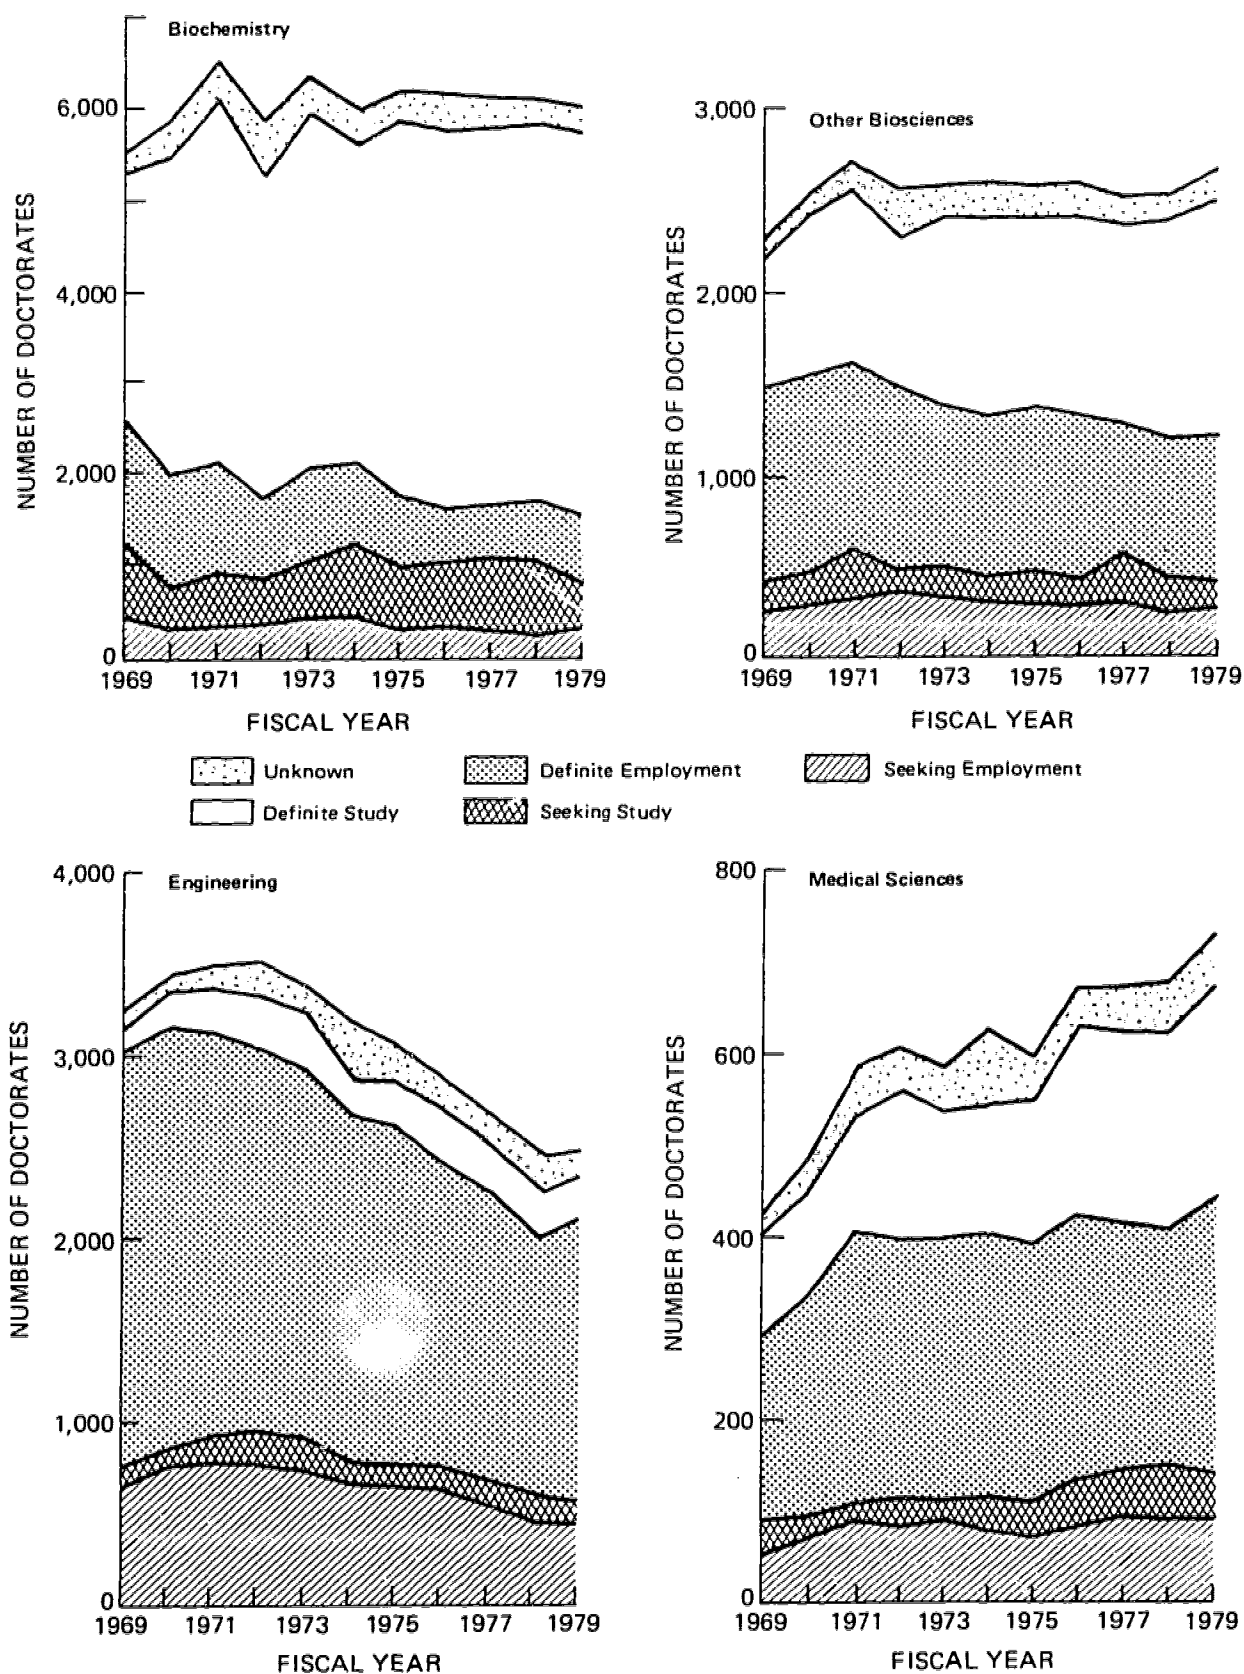 Biochemistry
6,000
4,000
2,000
0
NUMBER OF DOCTORATES
1969 1971 1973 1975 1977 1979
FISCAL YEAR
Other Biosciences
3,000
2,000
1,000
0
NUMBER OF DOCTORATES
1969 1971 1973 1975 1977 1979
FISCAL YEAR
Unknown Definite Employment Seeking Employment
Definite Study Seeking Study
Engineering
4,000
3,000
2,000
1,000
0
NUMBER OF DOCTORATES
1969 1971 1973 1975 1977 1979
FISCAL YEAR
Medical Sciences
800
600
400
200
0
NUMBER OF DOCTORATES
1969 1971 1973 1975 1977 1979
FISCAL YEAR